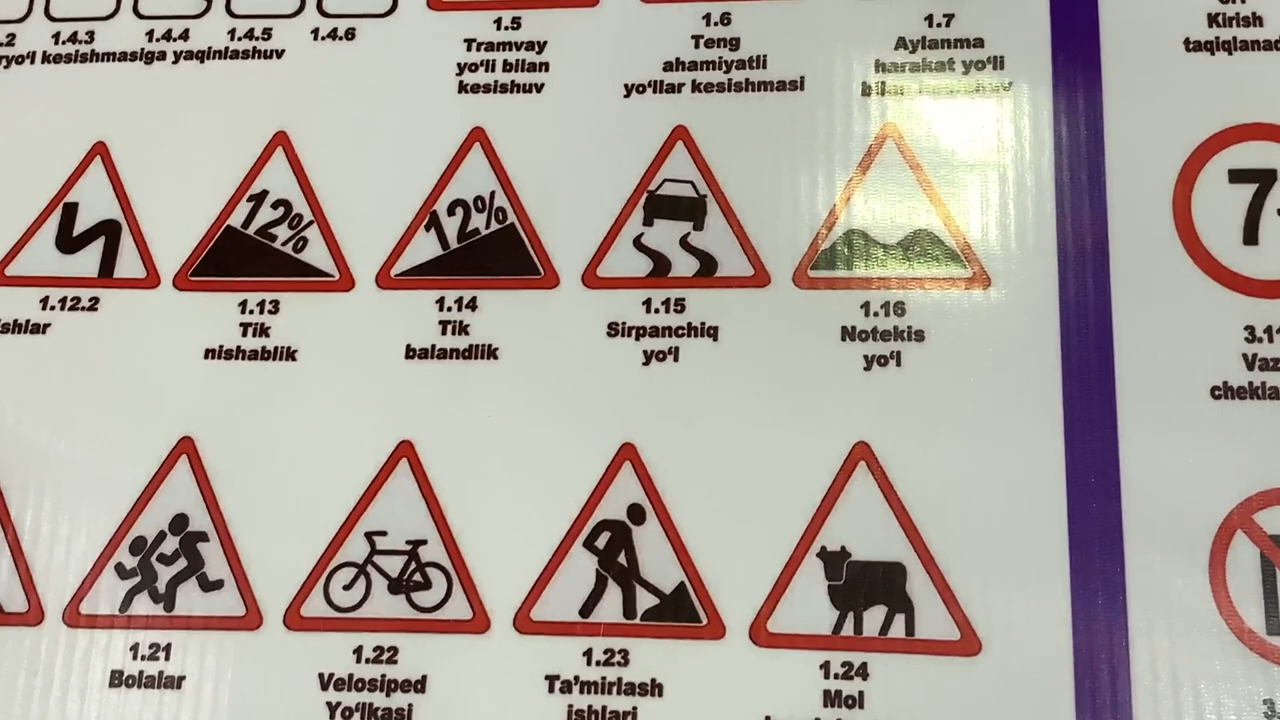 1.4.3 1.4.4 1.4.5 1.4.6
kesishmasiga yaqinlashuv
1.5
Tramvay
yo‘li bilan
kesishuv
1.6
Teng
ahamiyatli
yo‘llar kesishmasi
1.7
Aylanma
harakat yo‘li
bilan
Kirish
12%
12%
1.12.2
1.13
Tik
nishablik
1.14
Tik
balandlik
1.15
Sirpanchiq
yo‘l
1.16
Notekis
yo‘l
1.21
Bolalar
1.22
Velosiped
Yo‘lkasi
1.23
Ta’mirlash
ishlari
1.24
Mol